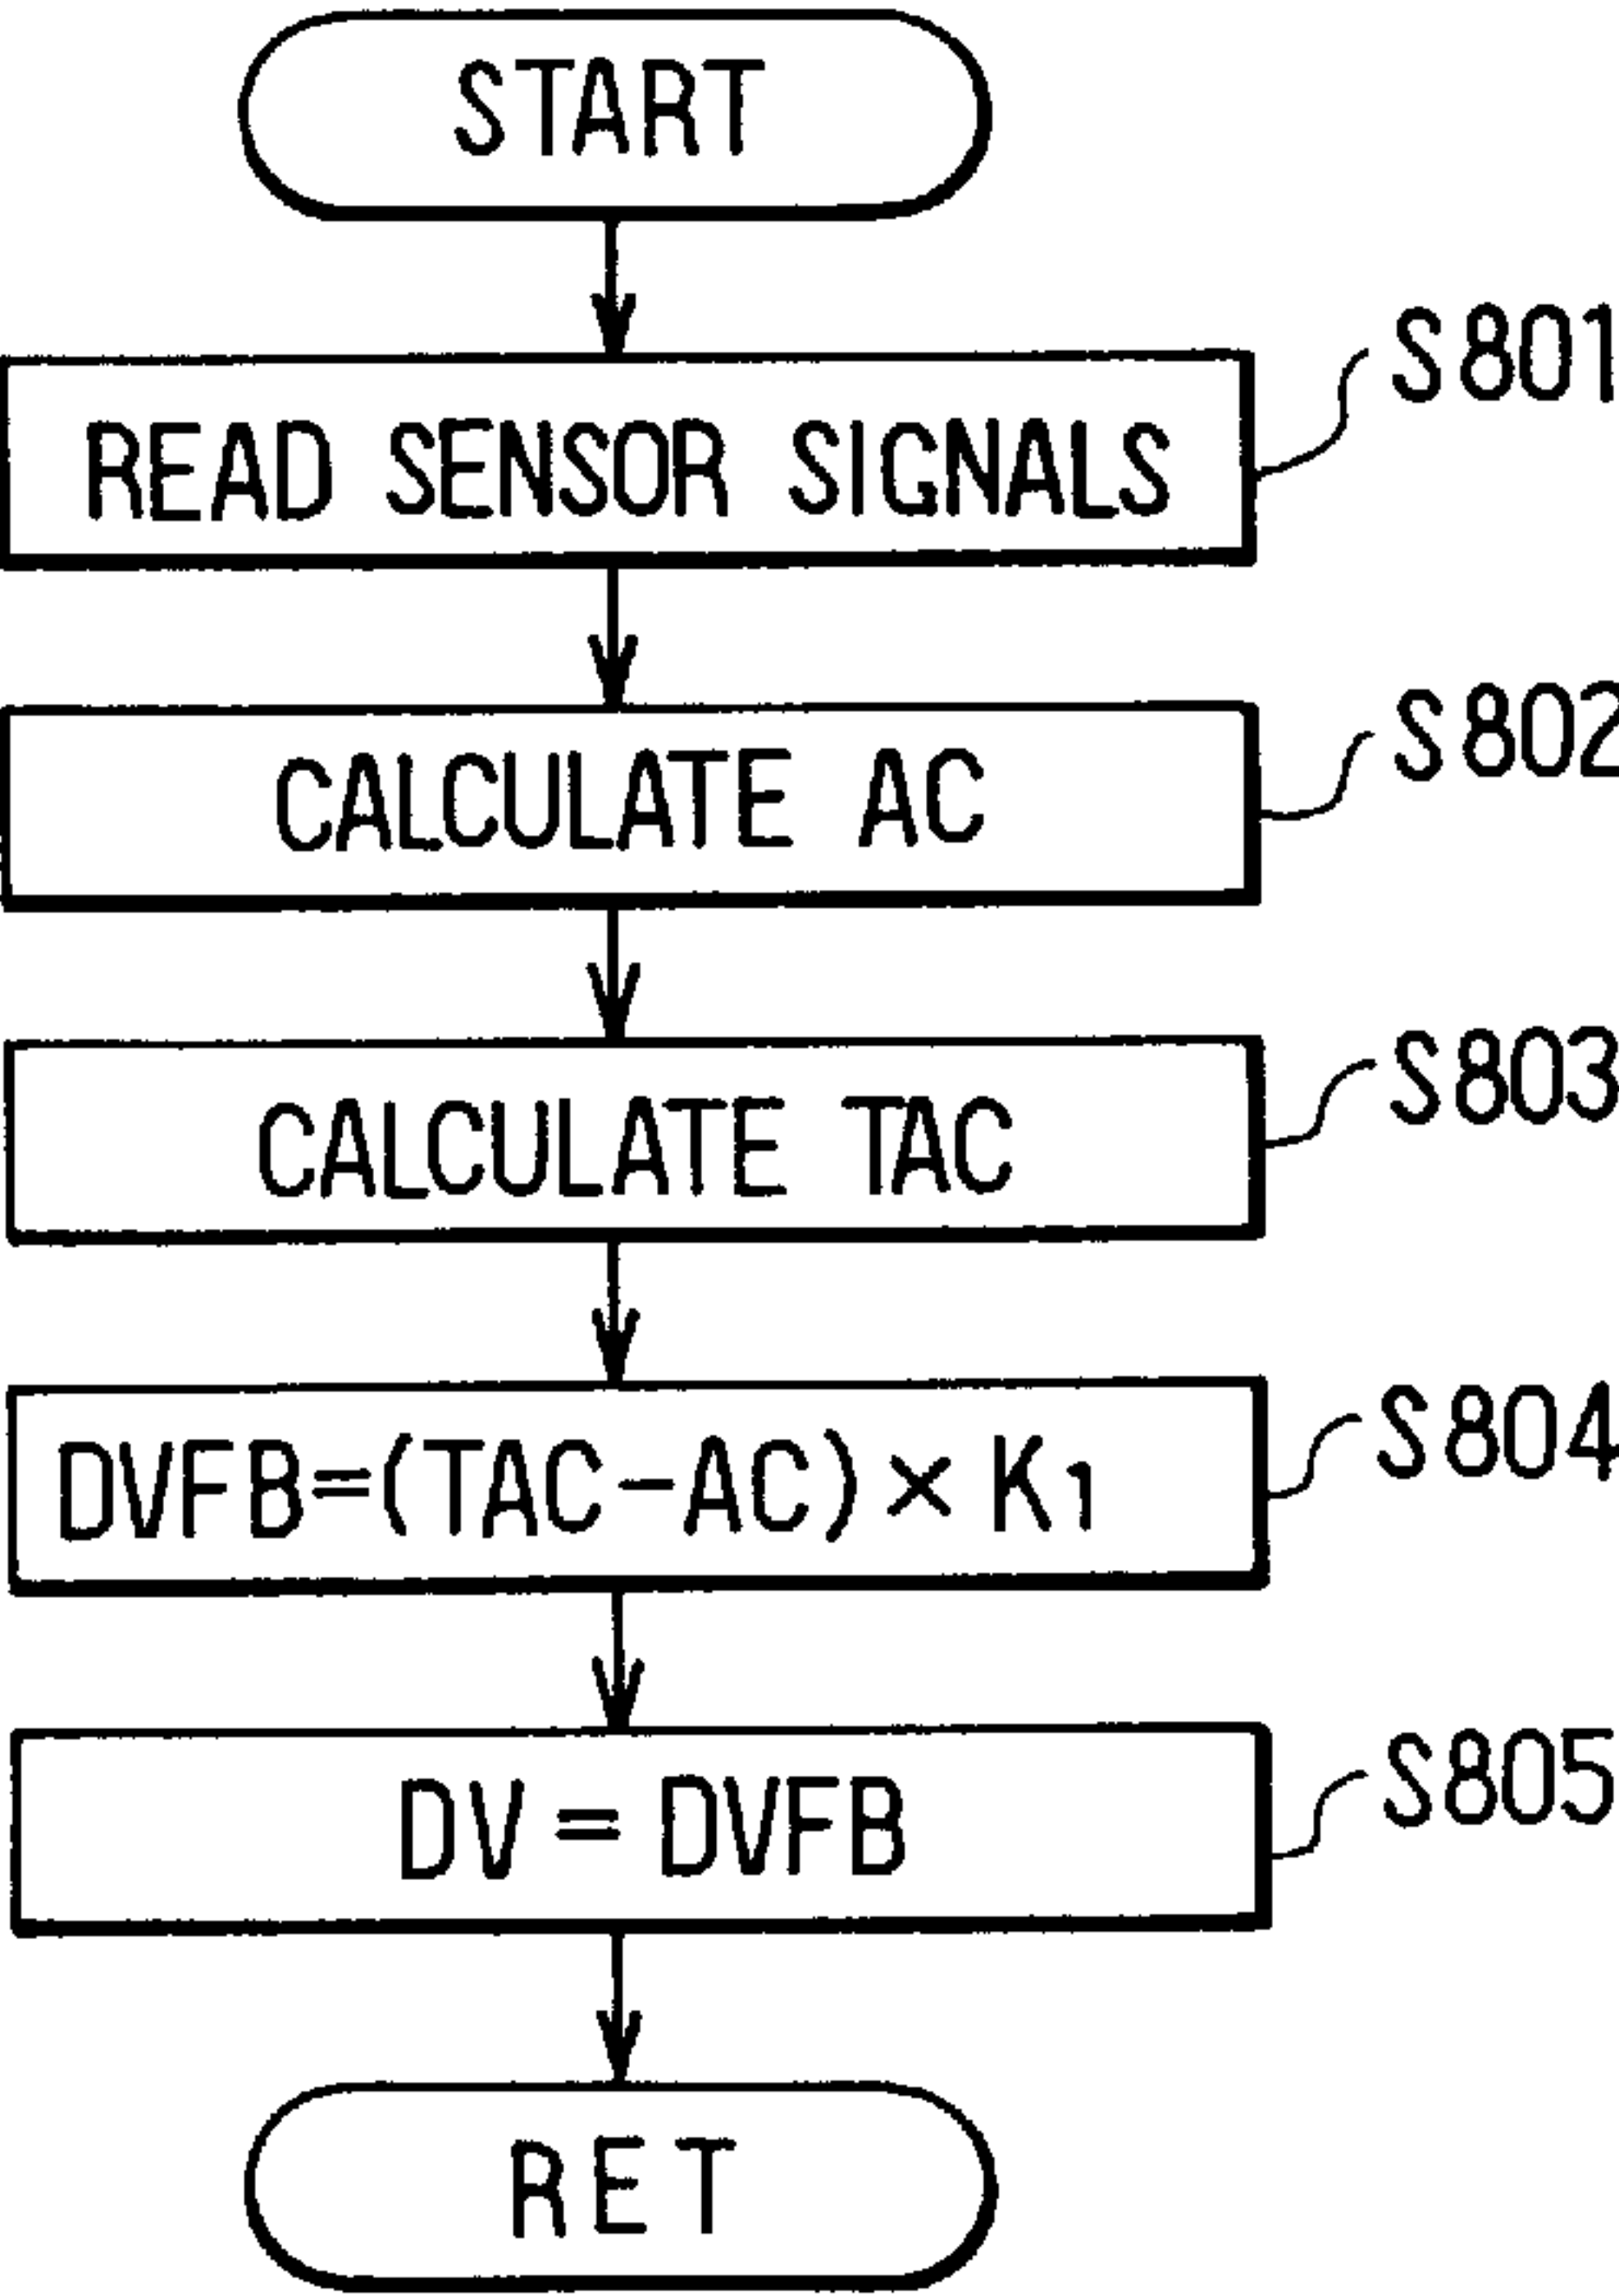 START
S801
READ SENSOR SIGNALS
S802
CALCULATE AC
S803
CALCULATE TAC
S804
DVFB=(TAC-AC)×K1
S805
DV=DVFB
RET